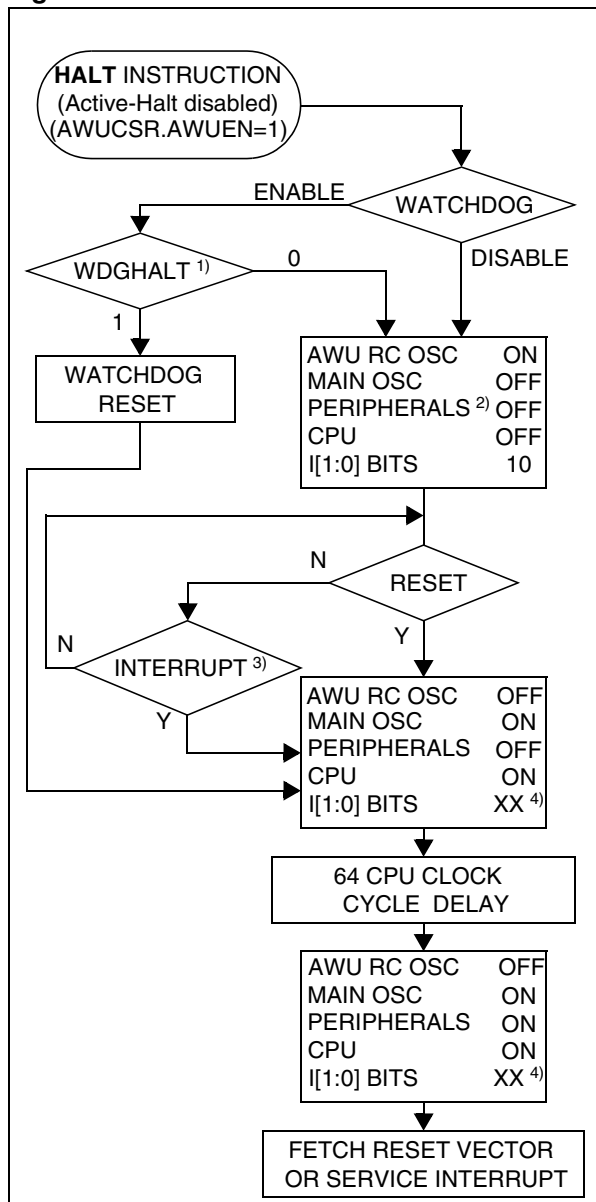 HALT INSTRUCTION
(Active-Halt disabled)
(AWUCSR.AWUEN=1)
ENABLE
WATCHDOG
WDGHALT 1)
0
DISABLE
1
WATCHDOG
RESET
AWU RC OSC ON
MAIN OSC OFF
PERIPHERALS 2) OFF
CPU OFF
I[1:0] BITS 10
N
RESET
N
Y
INTERRUPT 3)
Y
AWU RC OSC OFF
MAIN OSC ON
PERIPHERALS OFF
CPU ON
I[1:0] BITS XX 4)
64 CPU CLOCK
CYCLE DELAY
AWU RC OSC OFF
MAIN OSC ON
PERIPHERALS ON
CPU ON
I[1:0] BITS XX 4)
FETCH RESET VECTOR
OR SERVICE INTERRUPT